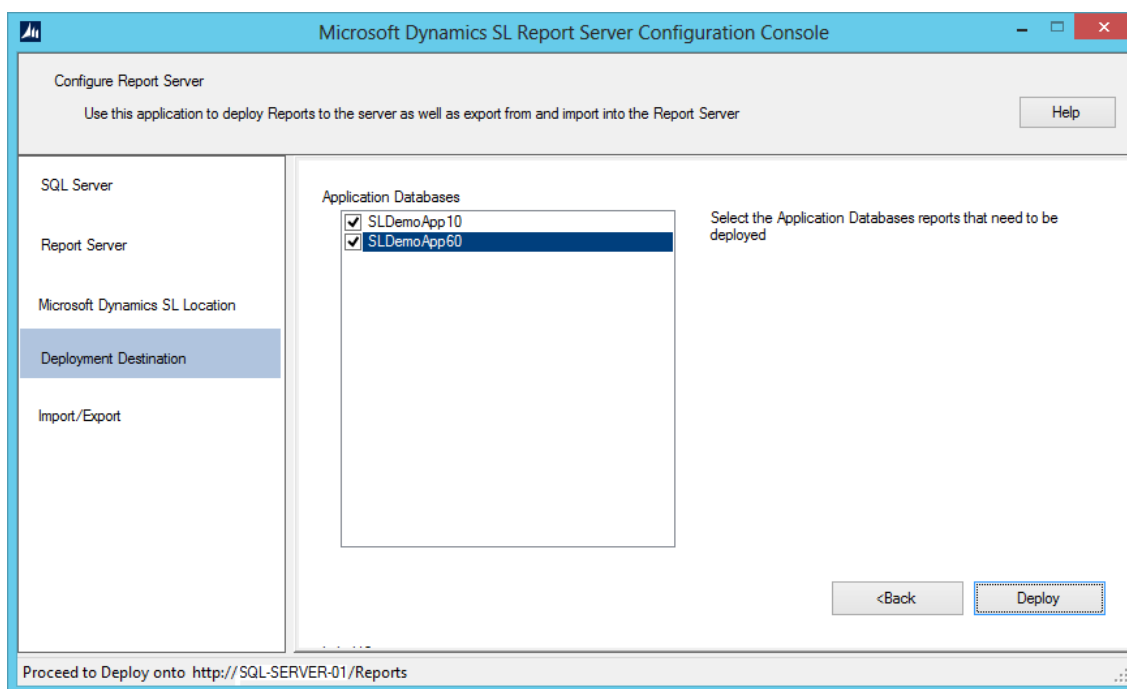 Microsoft Dynamics SL Report Server Configuration Console
Configure Report Server
Use this application to deploy Reports to the server as well as export from and import into the Report Server
Help
SQL Server
Report Server
Microsoft Dynamics SL Location
Deployment Destination
Import/Export
Application Databases
SLDemoApp10
SLDemoApp60
Select the Application Databases reports that need to be
deployed
<Back
Deploy
Proceed to Deploy onto http://SQL-SERVER-01/Reports